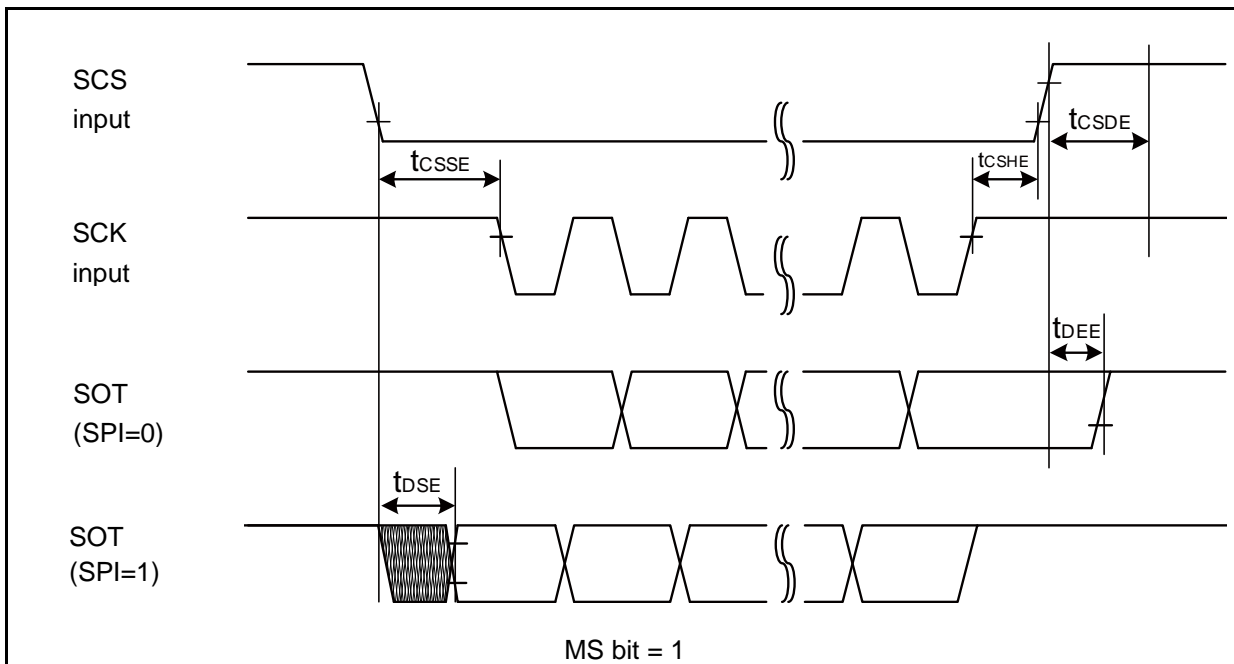 SCS
input
tCSDE
tCSSE
tCSHE
SCK
input
tDEE
SOT
(SPI=0)
tDSE
SOT
(SPI=1)
MS bit = 1